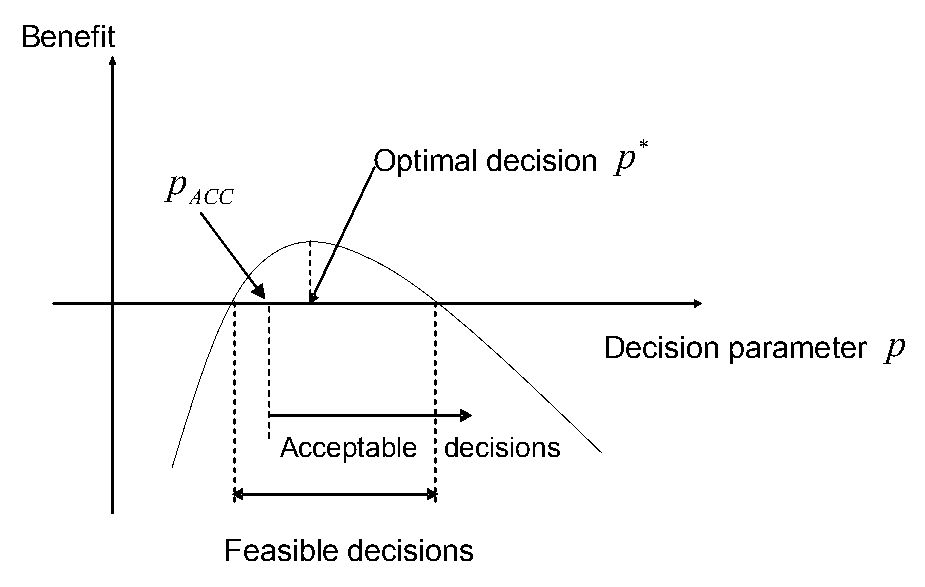 Benefit
Optimal decision p*
p_ACC
Decision parameter p
Acceptable decisions
Feasible decisions